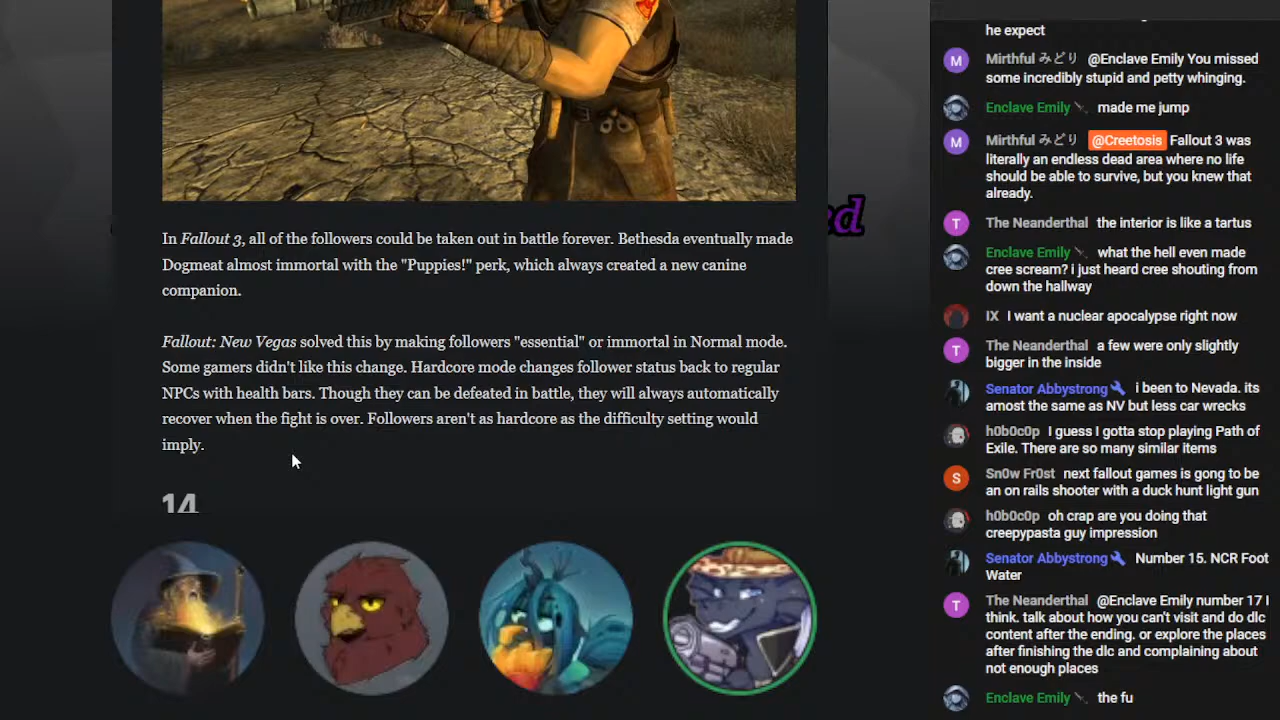 In Fallout 3, all of the followers could be taken out in battle forever. Bethesda eventually made
Dogmeat almost immortal with the "Puppies!" perk, which always created a new canine
companion.
Fallout: New Vegas solved this by making followers "essential" or immortal in Normal mode.
Some gamers didn't like this change. Hardcore mode changes follower status back to regular
NPCs with health bars. Though they can be defeated in battle, they will always automatically
recover when the fight is over. Followers aren't as hardcore as the difficulty setting would
imply.
14
ed
he expect
M
Mirthful みどり @Enclave Emily You missed
some incredibly stupid and petty whinging.
Enclave Emily made me jump
M
Mirthful みどり @Creetosis Fallout 3 was
literally an endless dead area where no life
should be able to survive, but you knew that
already.
T
The Neanderthal the interior is like a tartus
Enclave Emily what the hell even made
cree scream? i just heard cree shouting from
down the hallway
IX I want a nuclear apocalypse right now
T
The Neanderthal a few were only slightly
bigger in the inside
Senator Abbystrong i been to Nevada. its
amost the same as NV but less car wrecks
h0b0c0p I guess I gotta stop playing Path of
Exile. There are so many similar items
S
Sn0w Fr0st next fallout games is gong to be
an on rails shooter with a duck hunt light gun
h0b0c0p oh crap are you doing that
creepypasta guy impression
Senator Abbystrong Number 15. NCR Foot
Water
T
The Neanderthal @Enclave Emily number 17 I
think. talk about how you can't visit and do dlc
content after the ending. or explore the places
after finishing the dlc and complaining about
not enough places
Enclave Emily the fu